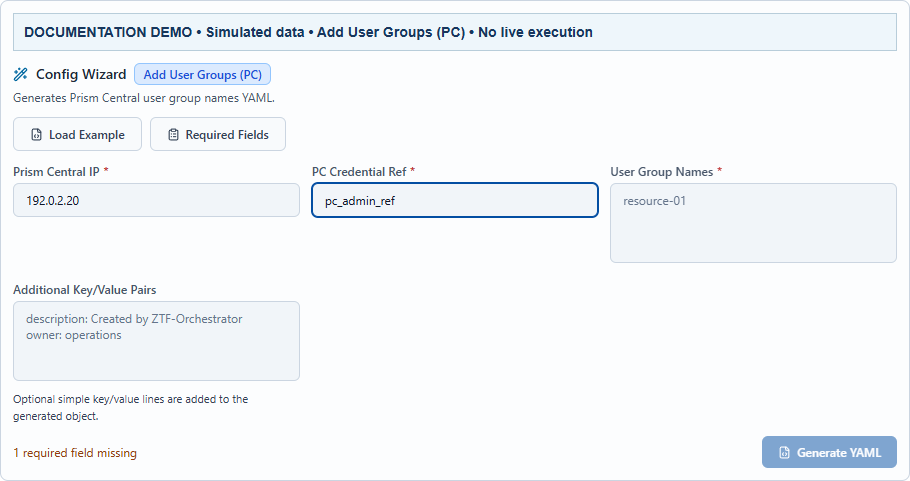 DOCUMENTATION DEMO • Simulated data • Add User Groups (PC) • No live execution
Config Wizard Add User Groups (PC)
Generates Prism Central user group names YAML.
Load Example Required Fields
Prism Central IP * PC Credential Ref * User Group Names *
192.0.2.20 pc_admin_ref resource-01
Additional Key/Value Pairs
description: Created by ZTF-Orchestrator
owner: operations
Optional simple key/value lines are added to the
generated object.
1 required field missing Generate YAML